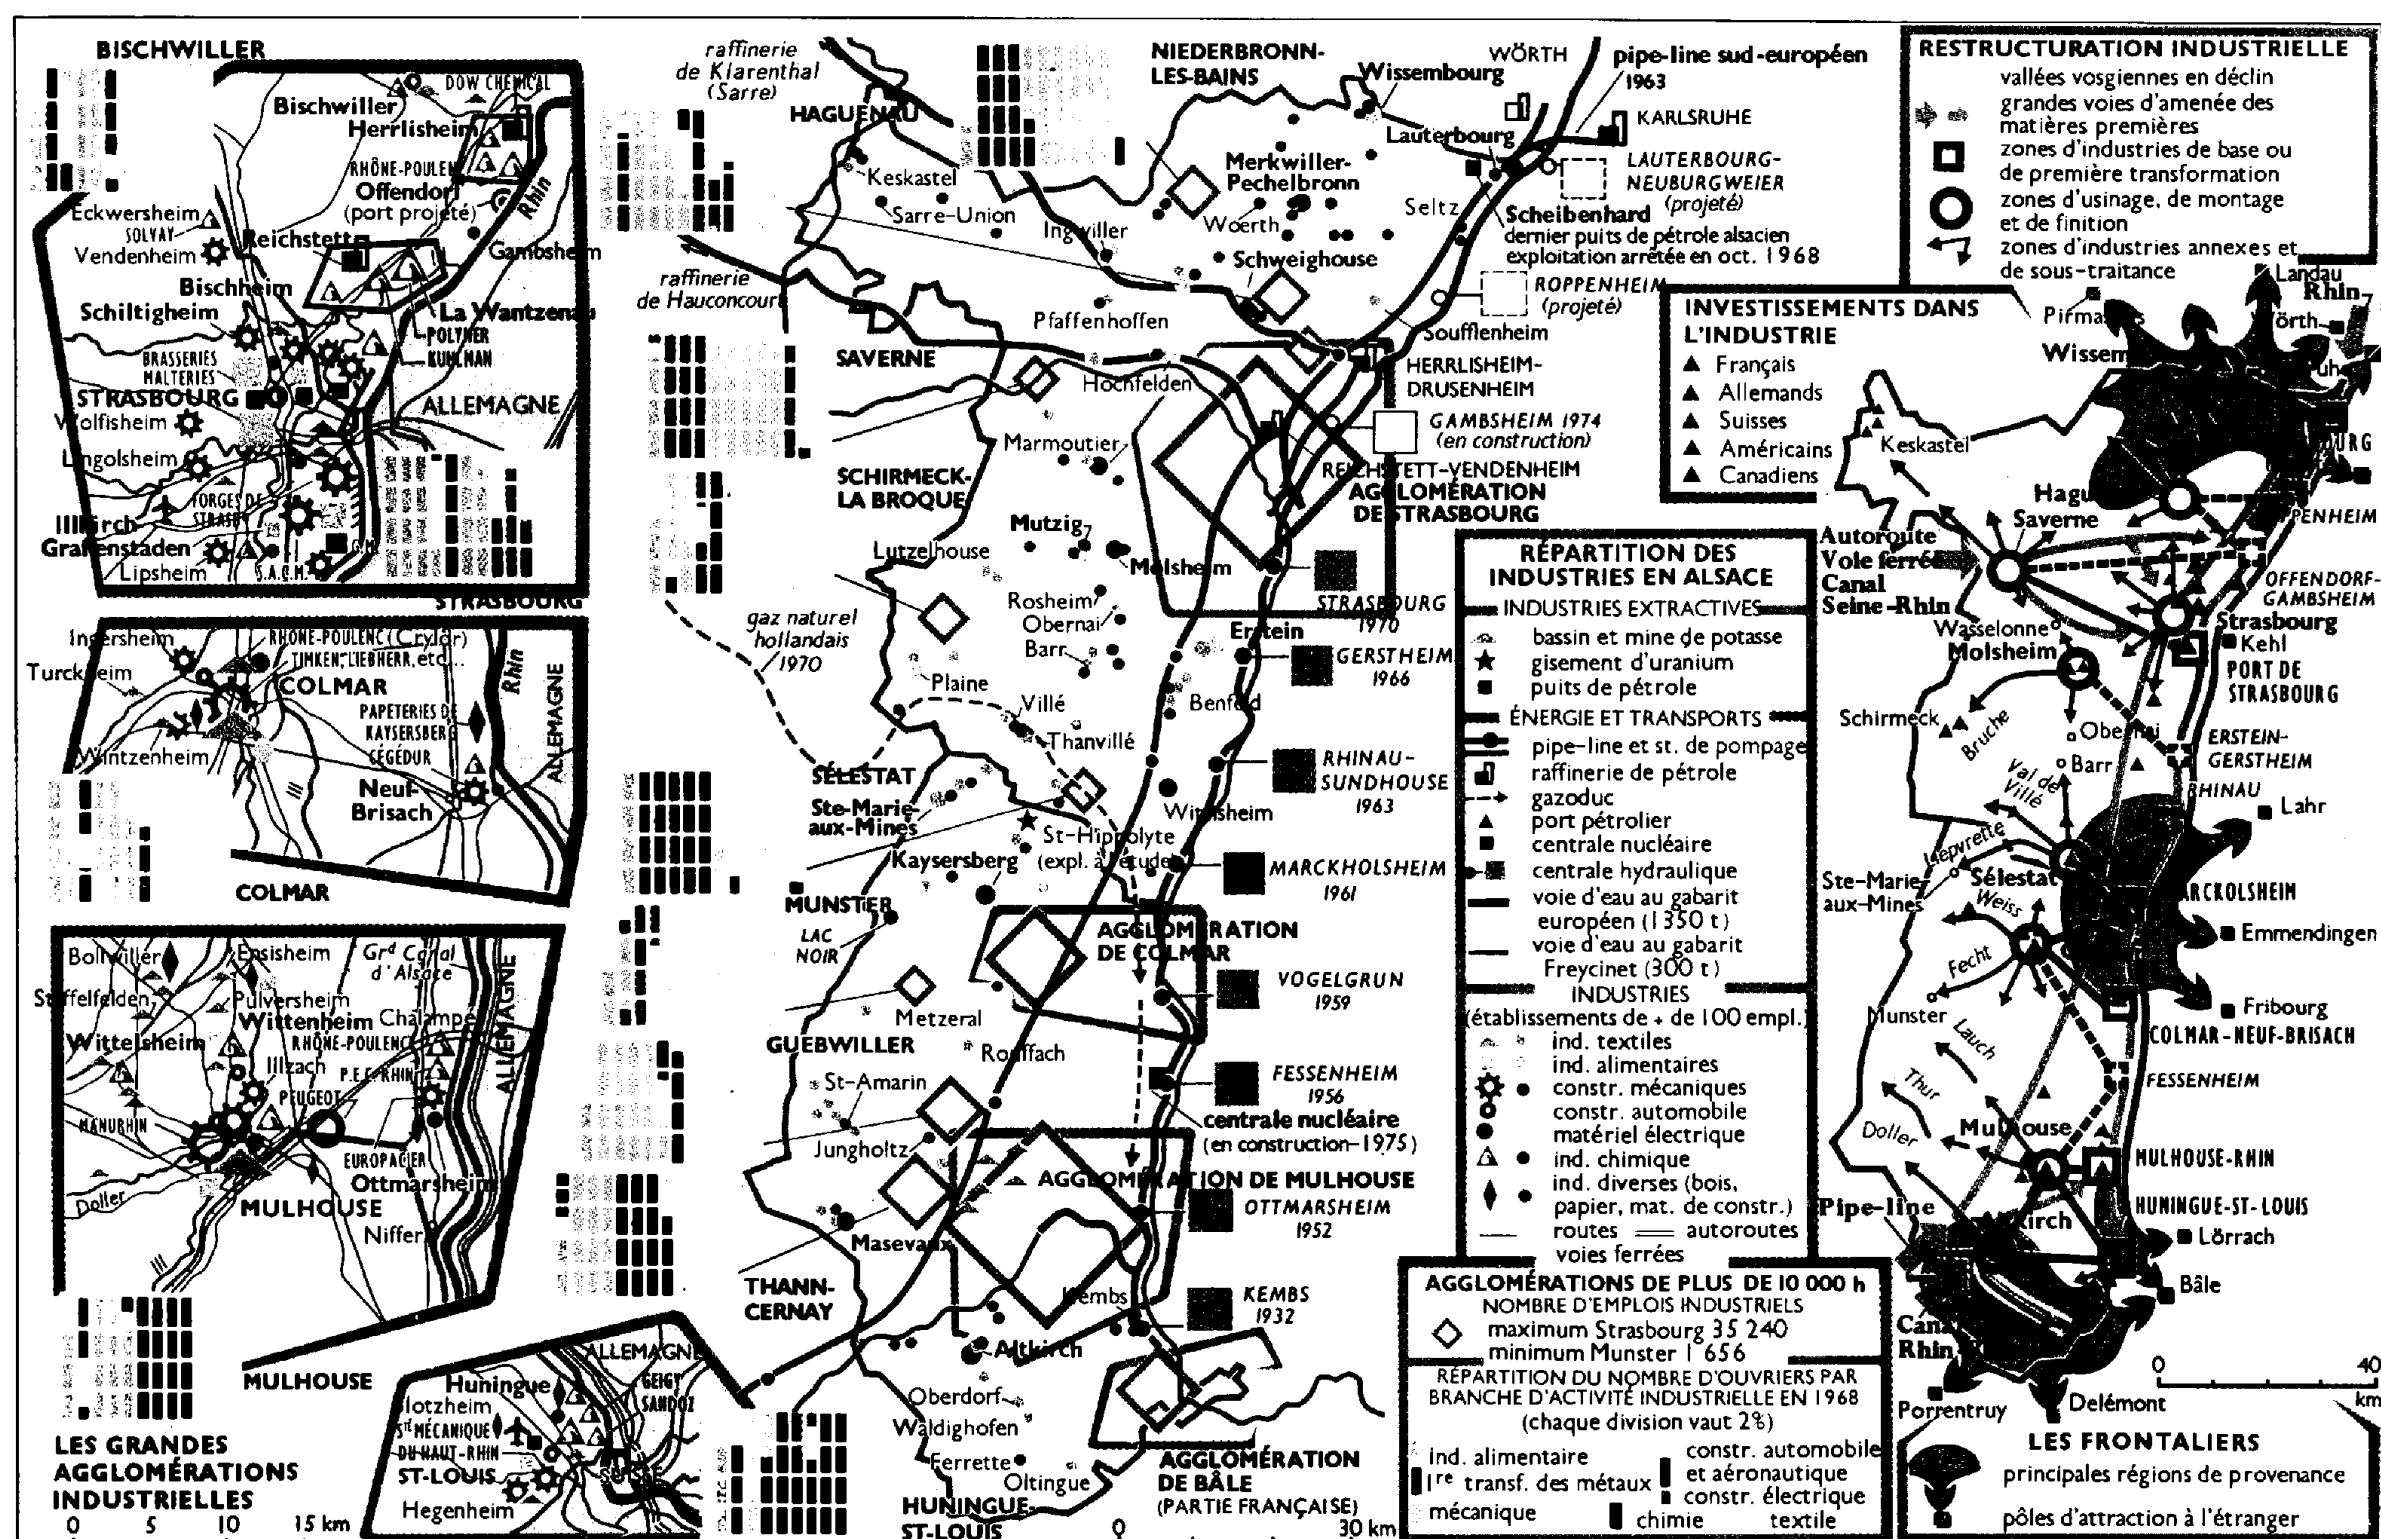 BISCHWILLER
DOW CHEMICAL
Bischwiller
Herrlisheim
Offendorf
(port projeté)
Rhin
Eckwersheim
SOLVAY
Vendenheim
Reichstett
Gambsheim
Bischheim
Schiltigheim
La Wantzenau
POLYMER
KUHLMAN
BRASSERIES
MALTERIES
STRASBOURG
ALLEMAGNE
Wolfisheim
Lingolsheim
FORGES DE
Illkirch
Grafenstaden
Lipsheim
S.A.C.M.
STRASBOURG
Ingersheim
RHÔNE-POULENC (Crylor)
TIMKEN, LIEBHERR, etc...
Turckheim
COLMAR
Rhin
ALLEMAGNE
PAPETERIES DE
KAYSERSBERG
CÉGÉDUR
Wintzenheim
Neuf-
Brisach
COLMAR
Bollwiller
Ensisheim
Grd Canal
d'Alsace
Staffelfelden
Pulversheim
Wittenheim
Chalampé
ALLEMAGNE
Wittelsheim
RHÔNE-POULENC
Illzach
P.E.C.-RHIN
PEUGEOT
MANURHIN
EUROPACIER
Ottmarsheim
Doller
MULHOUSE
Niffer
MULHOUSE
LES GRANDES
AGGLOMÉRATIONS
INDUSTRIELLES
0 5 10 15 km
ALLEMAGNE
Huningue
GEIGY
SANDOZ
Blotzheim
Sté MÉCANIQUE
DU HAUT-RHIN
ST-LOUIS
SUISSE
Hegenheim
raffinerie
de Klarenthal
(Sarre)
HAGUENAU
NIEDERBRONN-
LES-BAINS
WÖRTH
Wissembourg
pipe-line sud-européen
1963
Lauterbourg
KARLSRUHE
Merkwiller-
Pechelbronn
LAUTERBOURG-
NEUBURGWEIER
(projeté)
Keskastel
Sarre-Union
Ingwiller
Woerth
Seltz
Scheibenhard
dernier puits de pétrole alsacien
exploitation arrêtée en oct. 1968
Schweighouse
raffinerie
de Hauconcourt
ROPPENHEIM
(projeté)
Pfaffenhoffen
Soufflenheim
SAVERNE
Hochfelden
HERRLISHEIM-
DRUSENHEIM
GAMBSHEIM 1974
(en construction)
Marmoutier
REICHSTETT-VENDENHEIM
SCHIRMECK-
LA BROQUE
AGGLOMÉRATION
DE STRASBOURG
Mutzig
Lutzelhouse
Molsheim
STRASBOURG
1970
gaz naturel
hollandais
1970
Rosheim
Obernai
Barr
Erstein
GERSTHEIM
1966
Plaine
Villé
Benfeld
Thanvillé
SÉLESTAT
RHINAU-
SUNDHOUSE
1963
Ste-Marie-
aux-Mines
Wittisheim
St-Hippolyte
(expl. à l'étude)
Kaysersberg
MARCKHOLSHEIM
1961
MUNSTER
LAC
NOIR
AGGLOMÉRATION
DE COLMAR
VOGELGRUN
1959
Metzeral
GUEBWILLER
Rouffach
St-Amarin
FESSENHEIM
1956
centrale nucléaire
(en construction-1975)
Jungholtz
AGGLOMÉRATION DE MULHOUSE
OTTMARSHEIM
1952
Masevaux
THANN-
CERNAY
Kembs
KEMBS
1932
Altkirch
Oberdorf
Waldighofen
Ferrette
Oltingue
AGGLOMÉRATION
DE BÂLE
(PARTIE FRANÇAISE)
HUNINGUE-
ST-LOUIS
0 30 km
RESTRUCTURATION INDUSTRIELLE
vallées vosgiennes en déclin
grandes voies d'amenée des
matières premières
zones d'industries de base ou
de première transformation
zones d'usinage, de montage
et de finition
zones d'industries annexes et
de sous-traitance
INVESTISSEMENTS DANS
L'INDUSTRIE
Français
Allemands
Suisses
Américains
Canadiens
RÉPARTITION DES
INDUSTRIES EN ALSACE
INDUSTRIES EXTRACTIVES
bassin et mine de potasse
gisement d'uranium
puits de pétrole
ÉNERGIE ET TRANSPORTS
pipe-line et st. de pompage
raffinerie de pétrole
gazoduc
port pétrolier
centrale nucléaire
centrale hydraulique
voie d'eau au gabarit
européen (1350 t)
voie d'eau au gabarit
Freycinet (300 t)
INDUSTRIES
(établissements de + de 100 empl.)
ind. textiles
ind. alimentaires
constr. mécaniques
constr. automobile
matériel électrique
ind. chimique
ind. diverses (bois,
papier, mat. de constr.)
routes autoroutes
voies ferrées
AGGLOMÉRATIONS DE PLUS DE 10 000 h
NOMBRE D'EMPLOIS INDUSTRIELS
maximum Strasbourg 35 240
minimum Munster 1 656
RÉPARTITION DU NOMBRE D'OUVRIERS PAR
BRANCHE D'ACTIVITÉ INDUSTRIELLE EN 1968
(chaque division vaut 2%)
ind. alimentaire
1re transf. des métaux
mécanique
constr. automobile
et aéronautique
constr. électrique
chimie textile
Landau
Rhin
Wörth
Keskastel
Saverne
Autoroute
Voie ferrée
Canal
Seine-Rhin
OFFENDORF-
GAMBSHEIM
Wasselonne
Molsheim
Strasbourg
Kehl
PORT DE
STRASBOURG
Schirmeck
Bruche
Obernai
Barr
ERSTEIN-
GERSTHEIM
RHINAU
Val de
Villé
Lahr
Liepvrette
Ste-Marie-
aux-Mines
Sélestat
Weiss
MARCKOLSHEIM
Emmendingen
Fecht
Munster
Fribourg
COLMAR-NEUF-BRISACH
Lauch
Thur
FESSENHEIM
Doller
Mulhouse
MULHOUSE-RHIN
HUNINGUE-ST-LOUIS
Pipe-line
Lörrach
Bâle
Canal
Rhin
Porrentruy
Delémont
0 40
km
LES FRONTALIERS
principales régions de provenance
pôles d'attraction à l'étranger